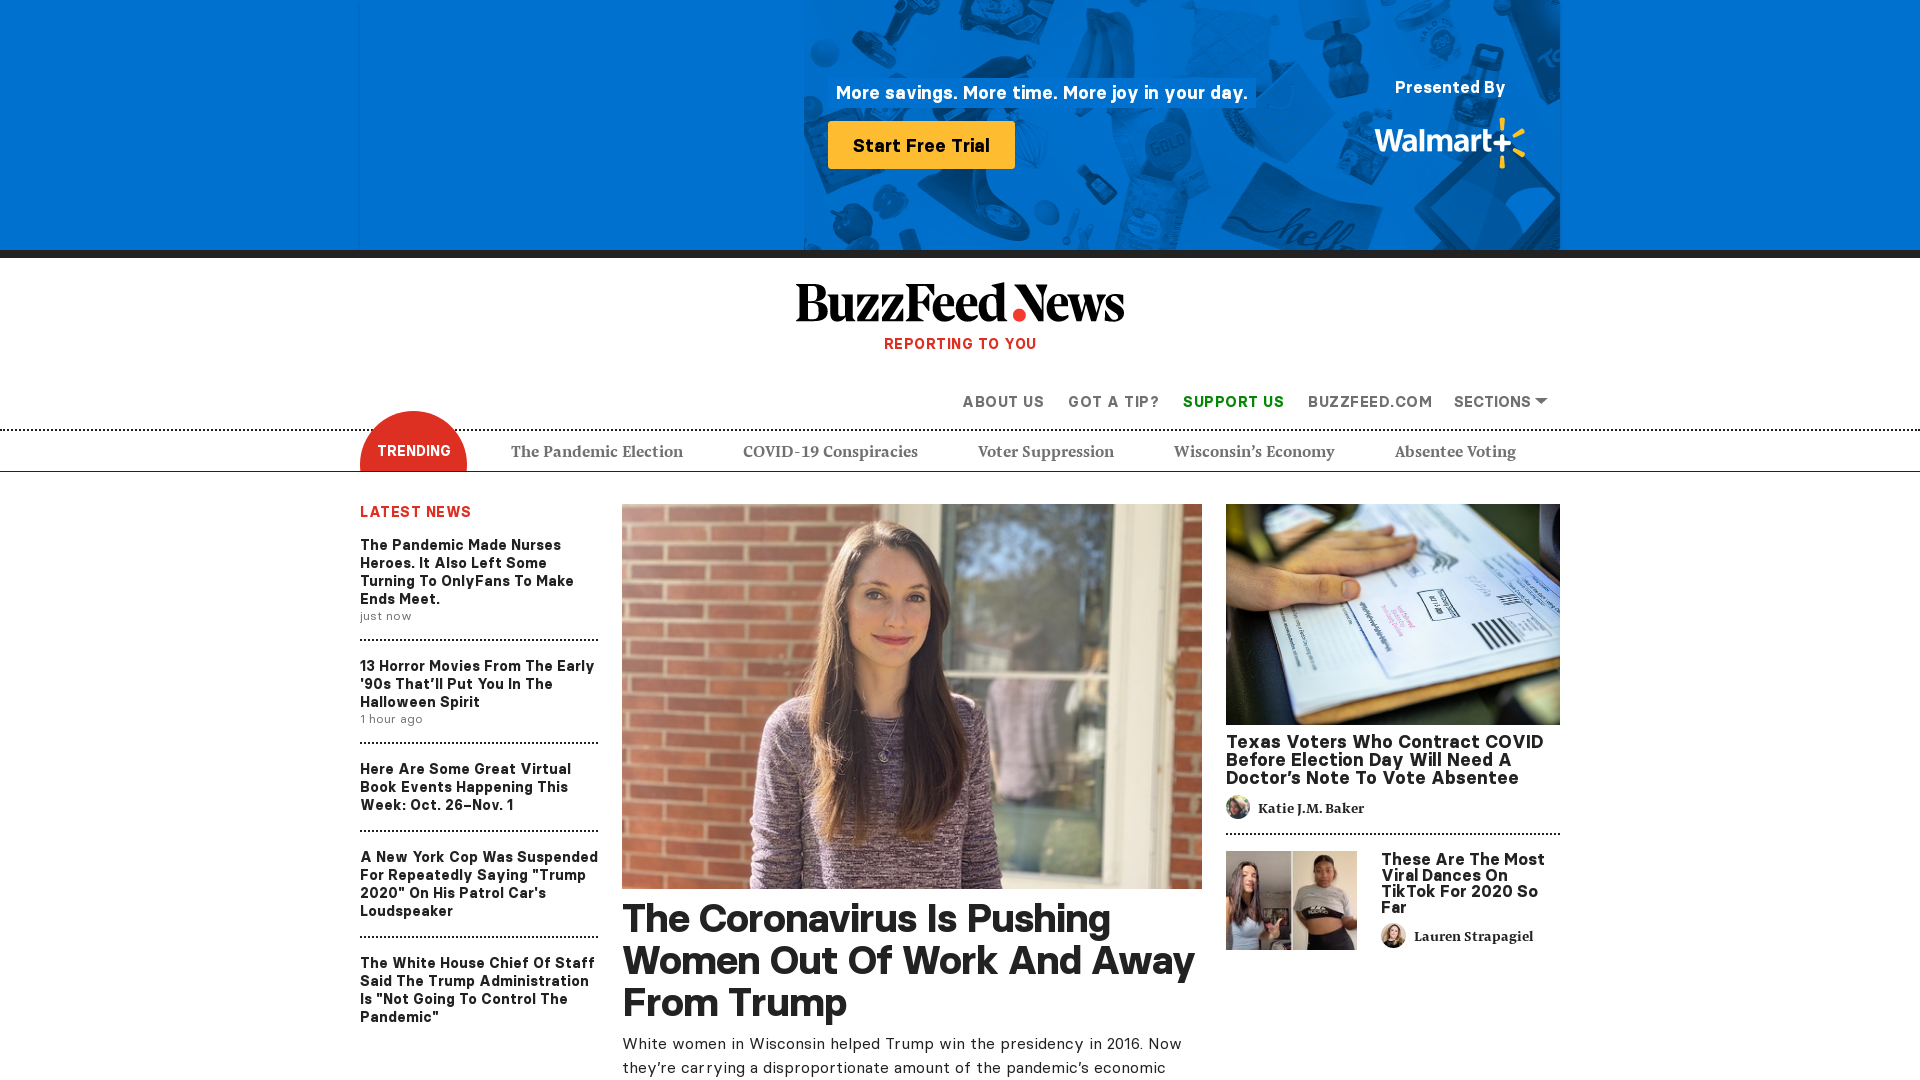 More savings. More time. More joy in your day.
Start Free Trial
Presented By
Walmart+
BuzzFeed News
REPORTING TO YOU
ABOUT US
GOT A TIP?
SUPPORT US
BUZZFEED.COM
SECTIONS
TRENDING
The Pandemic Election
COVID-19 Conspiracies
Voter Suppression
Wisconsin’s Economy
Absentee Voting
LATEST NEWS
The Pandemic Made Nurses
Heroes. It Also Left Some
Turning To OnlyFans To Make
Ends Meet.
just now
13 Horror Movies From The Early
'90s That’ll Put You In The
Halloween Spirit
1 hour ago
Here Are Some Great Virtual
Book Events Happening This
Week: Oct. 26–Nov. 1
A New York Cop Was Suspended
For Repeatedly Saying "Trump
2020" On His Patrol Car's
Loudspeaker
The White House Chief Of Staff
Said The Trump Administration
Is "Not Going To Control The
Pandemic"
The Coronavirus Is Pushing
Women Out Of Work And Away
From Trump
White women in Wisconsin helped Trump win the presidency in 2016. Now
they’re carrying a disproportionate amount of the pandemic’s economic
Texas Voters Who Contract COVID
Before Election Day Will Need A
Doctor’s Note To Vote Absentee
Katie J.M. Baker
These Are The Most
Viral Dances On
TikTok For 2020 So
Far
Lauren Strapagiel
hello
GOLD